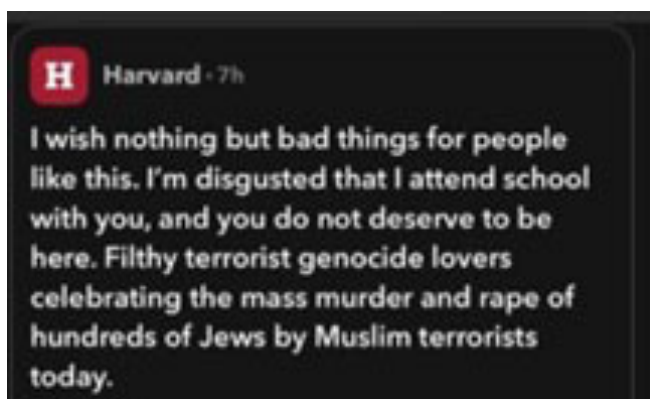 H Harvard · 7h
I wish nothing but bad things for people
like this. I'm disgusted that I attend school
with you, and you do not deserve to be
here. Filthy terrorist genocide lovers
celebrating the mass murder and rape of
hundreds of Jews by Muslim terrorists
today.